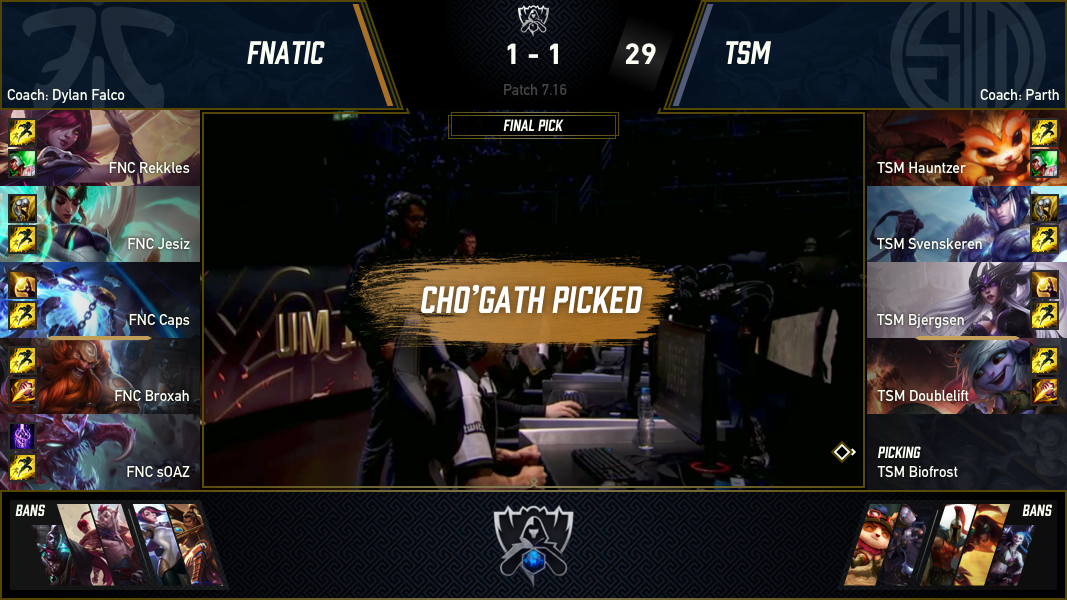 FNATIC
1 - 1
29
TSM
Patch 7.16
Coach: Dylan Falco
Coach: Parth
FINAL PICK
FNC Rekkles
FNC Jesiz
FNC Caps
FNC Broxah
FNC sOAZ
CHO'GATH PICKED
UM
twitch
TSM Hauntzer
TSM Svenskeren
TSM Bjergsen
TSM Doublelift
PICKING
TSM Biofrost
BANS
BANS